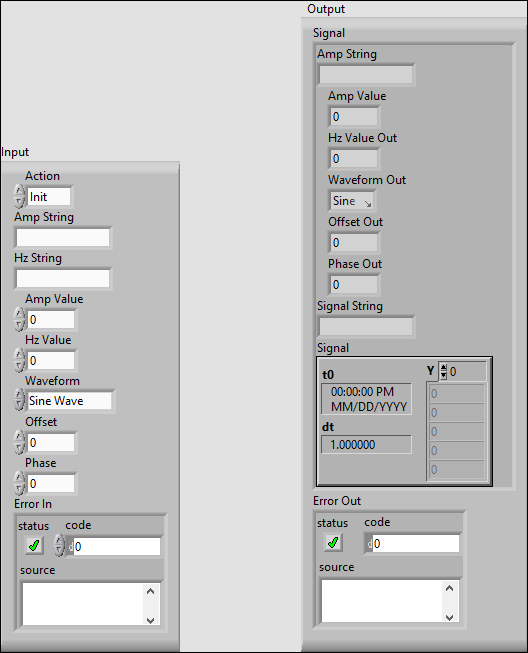 Input
Action
Init
Amp String
Hz String
Amp Value
0
Hz Value
0
Waveform
Sine Wave
Offset
0
Phase
0
Error In
status code
d0
source
Output
Signal
Amp String
Amp Value
0
Hz Value Out
0
Waveform Out
Sine
Offset Out
0
Phase Out
0
Signal String
Signal
t0
00:00:00 PM
MM/DD/YYYY
dt
1.000000
Y 0
0
0
0
0
0
Error Out
status code
d0
source